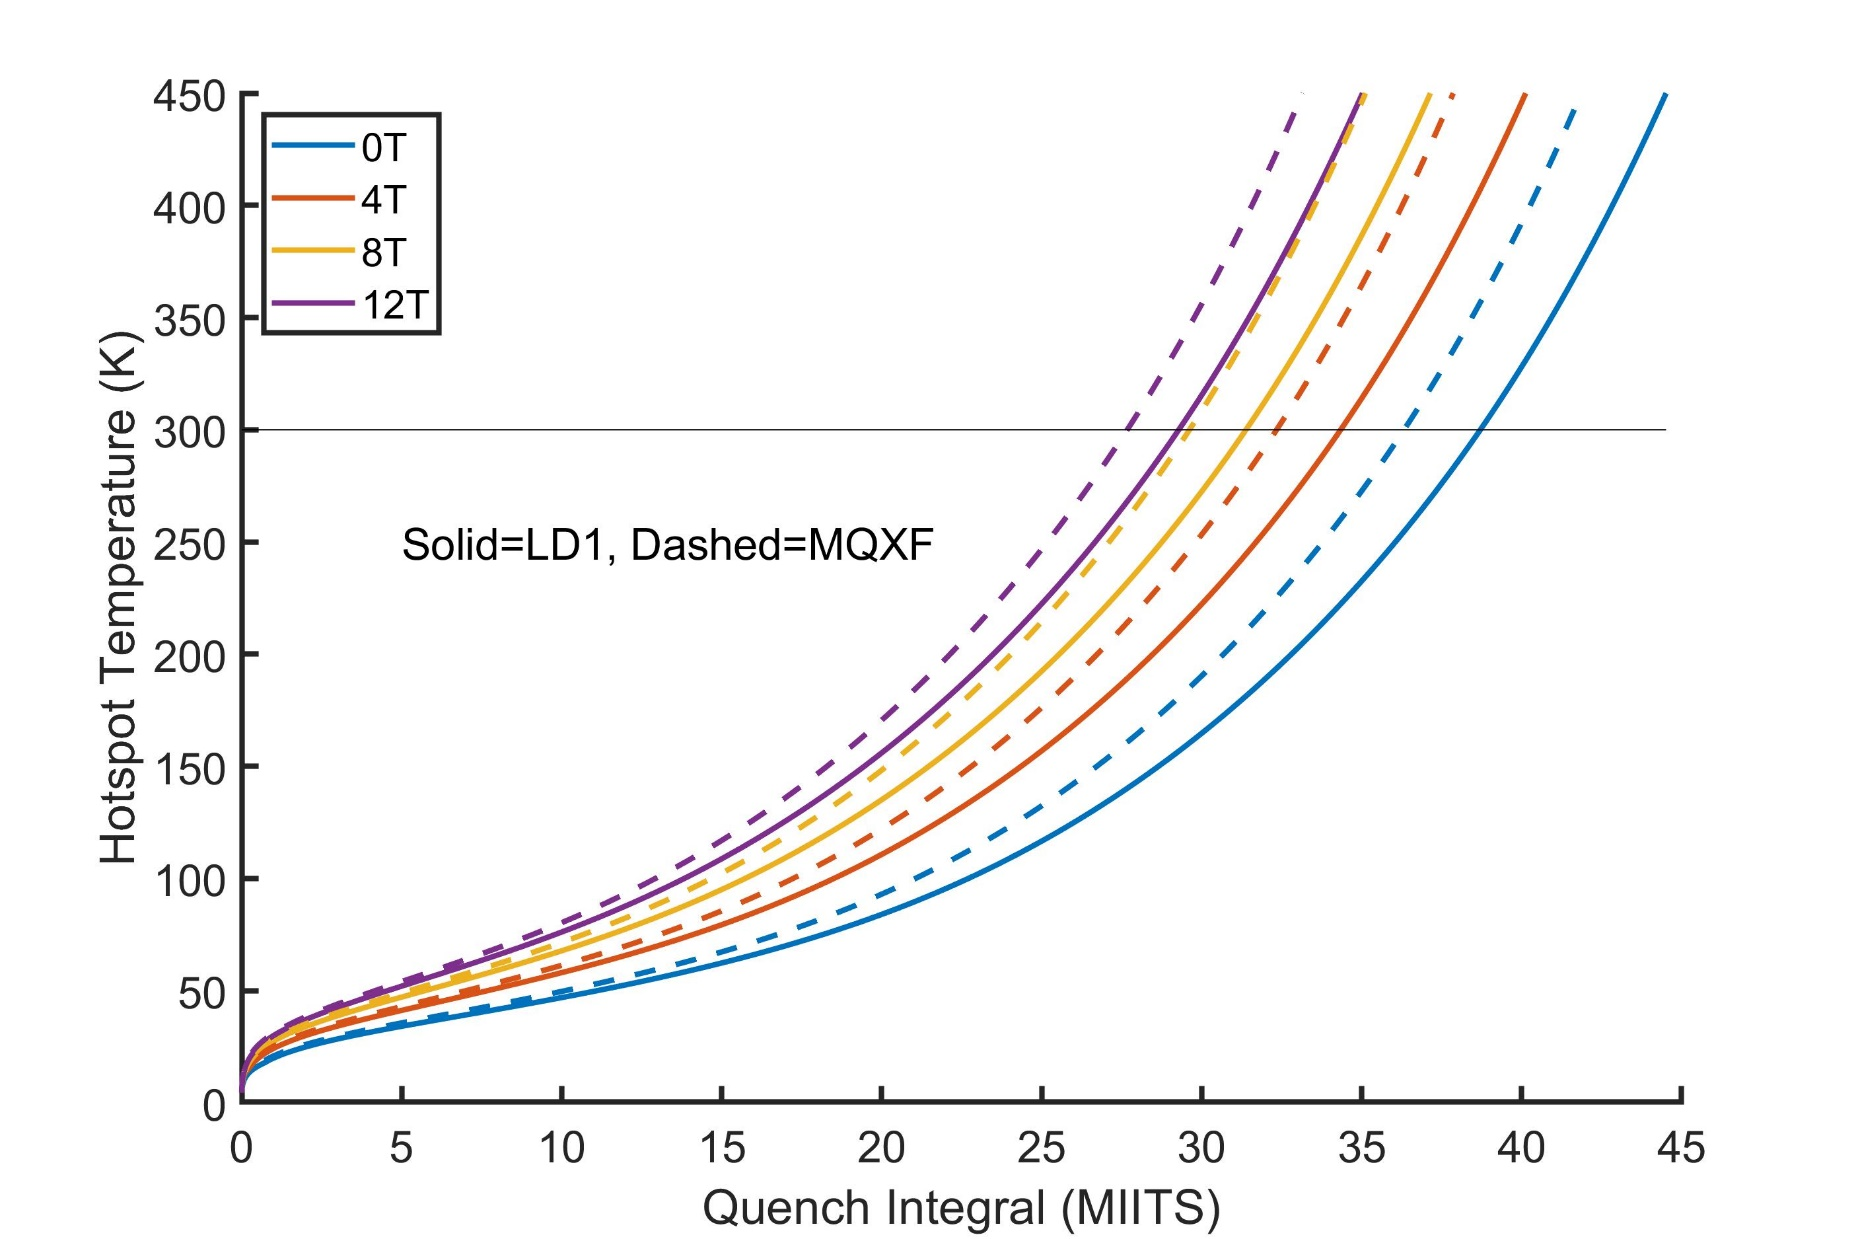 450
400
350
300
250
200
150
100
50
0
Hotspot Temperature (K)
0T
4T
8T
12T
Solid=LD1, Dashed=MQXF
0 5 10 15 20 25 30 35 40 45
Quench Integral (MIITS)